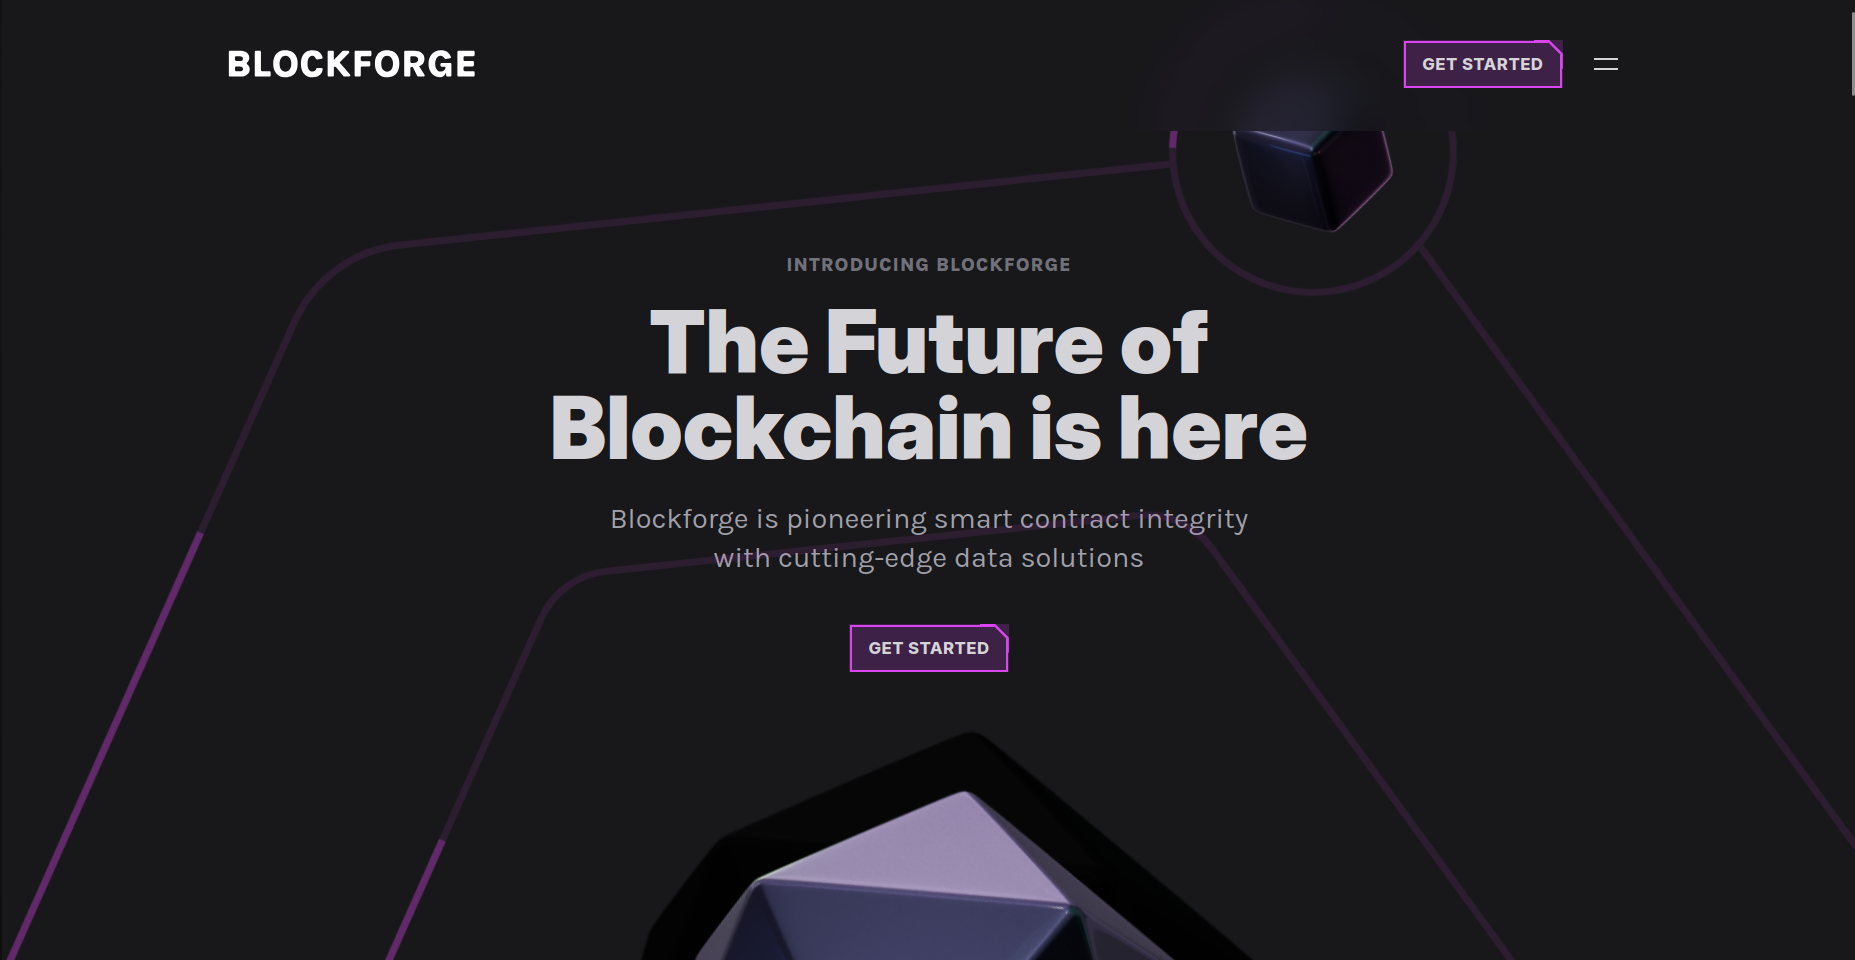 BLOCKFORGE
GET STARTED
INTRODUCING BLOCKFORGE
The Future of
Blockchain is here
Blockforge is pioneering smart contract integrity
with cutting-edge data solutions
GET STARTED